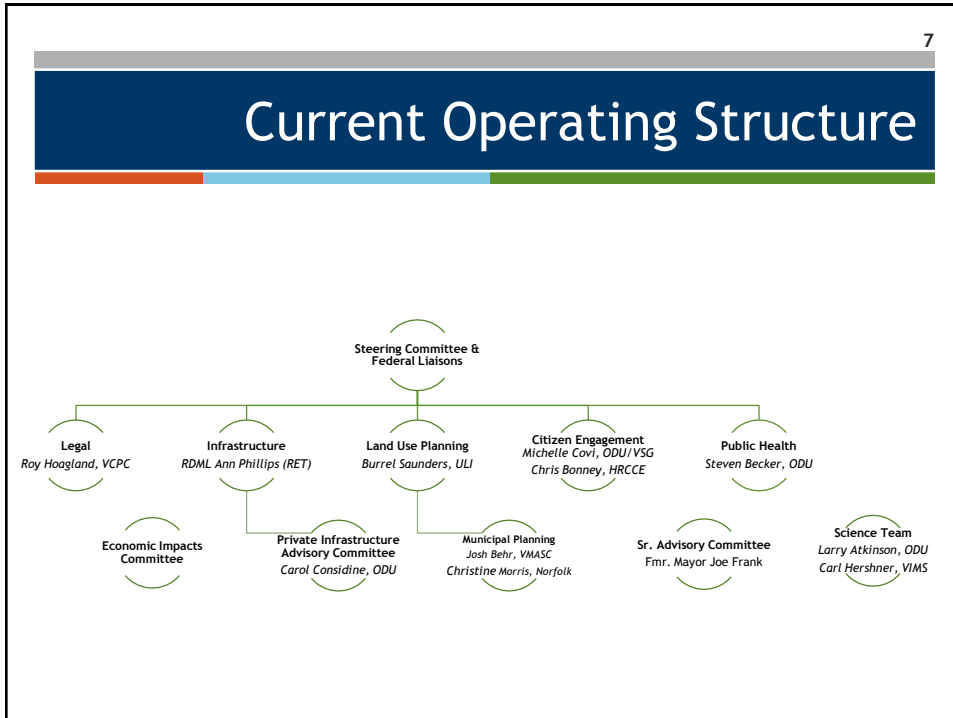 7
Current Operating Structure
Steering Committee &
Federal Liaisons
Legal
Roy Hoagland, VCPC
Infrastructure
RDML Ann Phillips (RET)
Land Use Planning
Burrel Saunders, ULI
Citizen Engagement
Michelle Covi, ODU/VSG
Chris Bonney, HRCCE
Public Health
Steven Becker, ODU
Economic Impacts
Committee
Private Infrastructure
Advisory Committee
Carol Considine, ODU
Municipal Planning
Josh Behr, VMASC
Christine Morris, Norfolk
Sr. Advisory Committee
Fmr. Mayor Joe Frank
Science Team
Larry Atkinson, ODU
Carl Hershner, VIMS